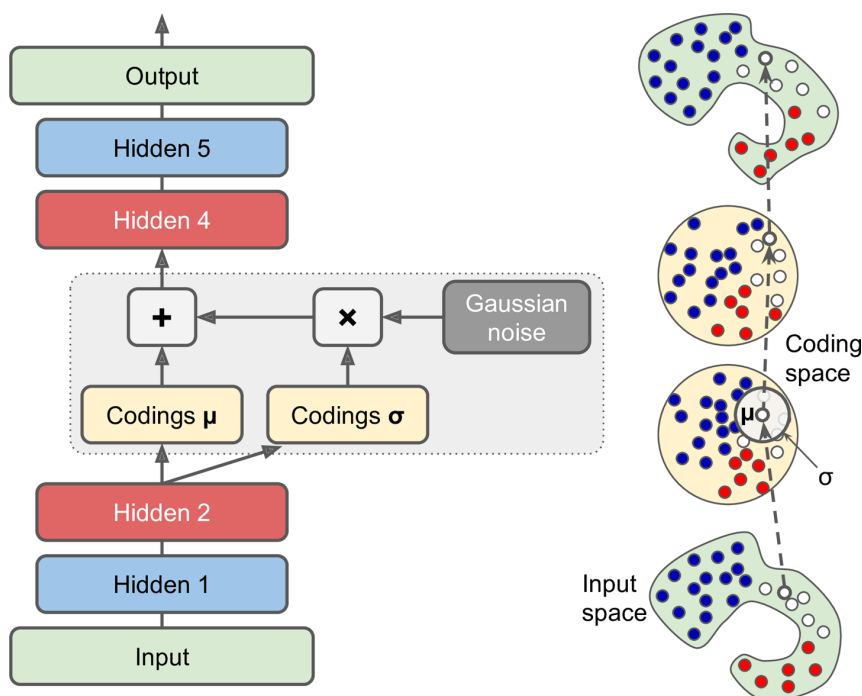 Output
Hidden 5
Hidden 4
+
×
Gaussian
noise
Codings μ
Codings σ
Hidden 2
Hidden 1
Input
Coding
space
μ
σ
Input
space